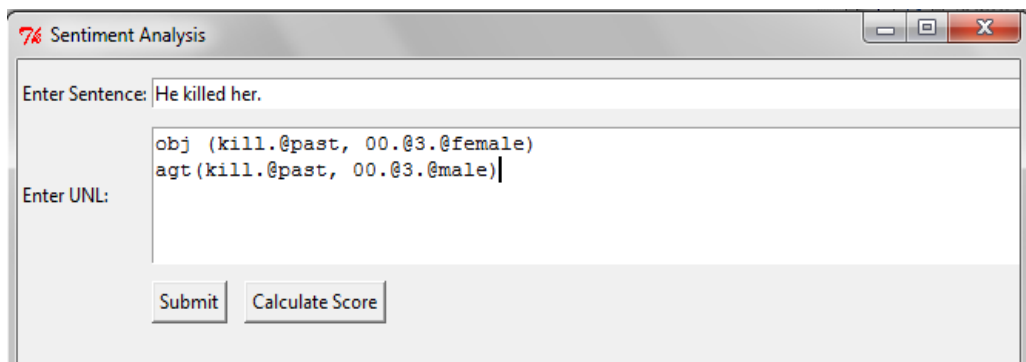 Sentiment Analysis
Enter Sentence: He killed her.
obj (kill.@past, 00.@3.@female)
agt(kill.@past, 00.@3.@male)
Enter UNL:
Submit Calculate Score